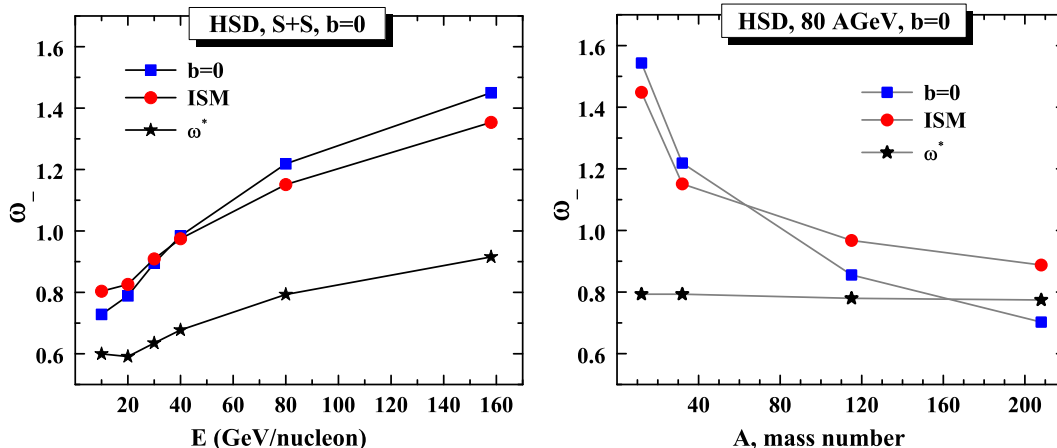 HSD, S+S, b=0
b=0
ISM
ω*
ω_
1.6
1.4
1.2
1.0
0.8
0.6
20 40 60 80 100 120 140 160
E (GeV/nucleon)
HSD, 80 AGeV, b=0
b=0
ISM
ω*
ω_
1.6
1.4
1.2
1.0
0.8
0.6
40 80 120 160 200
A, mass number